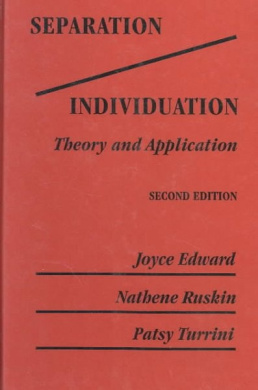 SEPARATION
INDIVIDUATION
Theory and Application
SECOND EDITION
Joyce Edward
Nathene Ruskin
Patsy Turrini